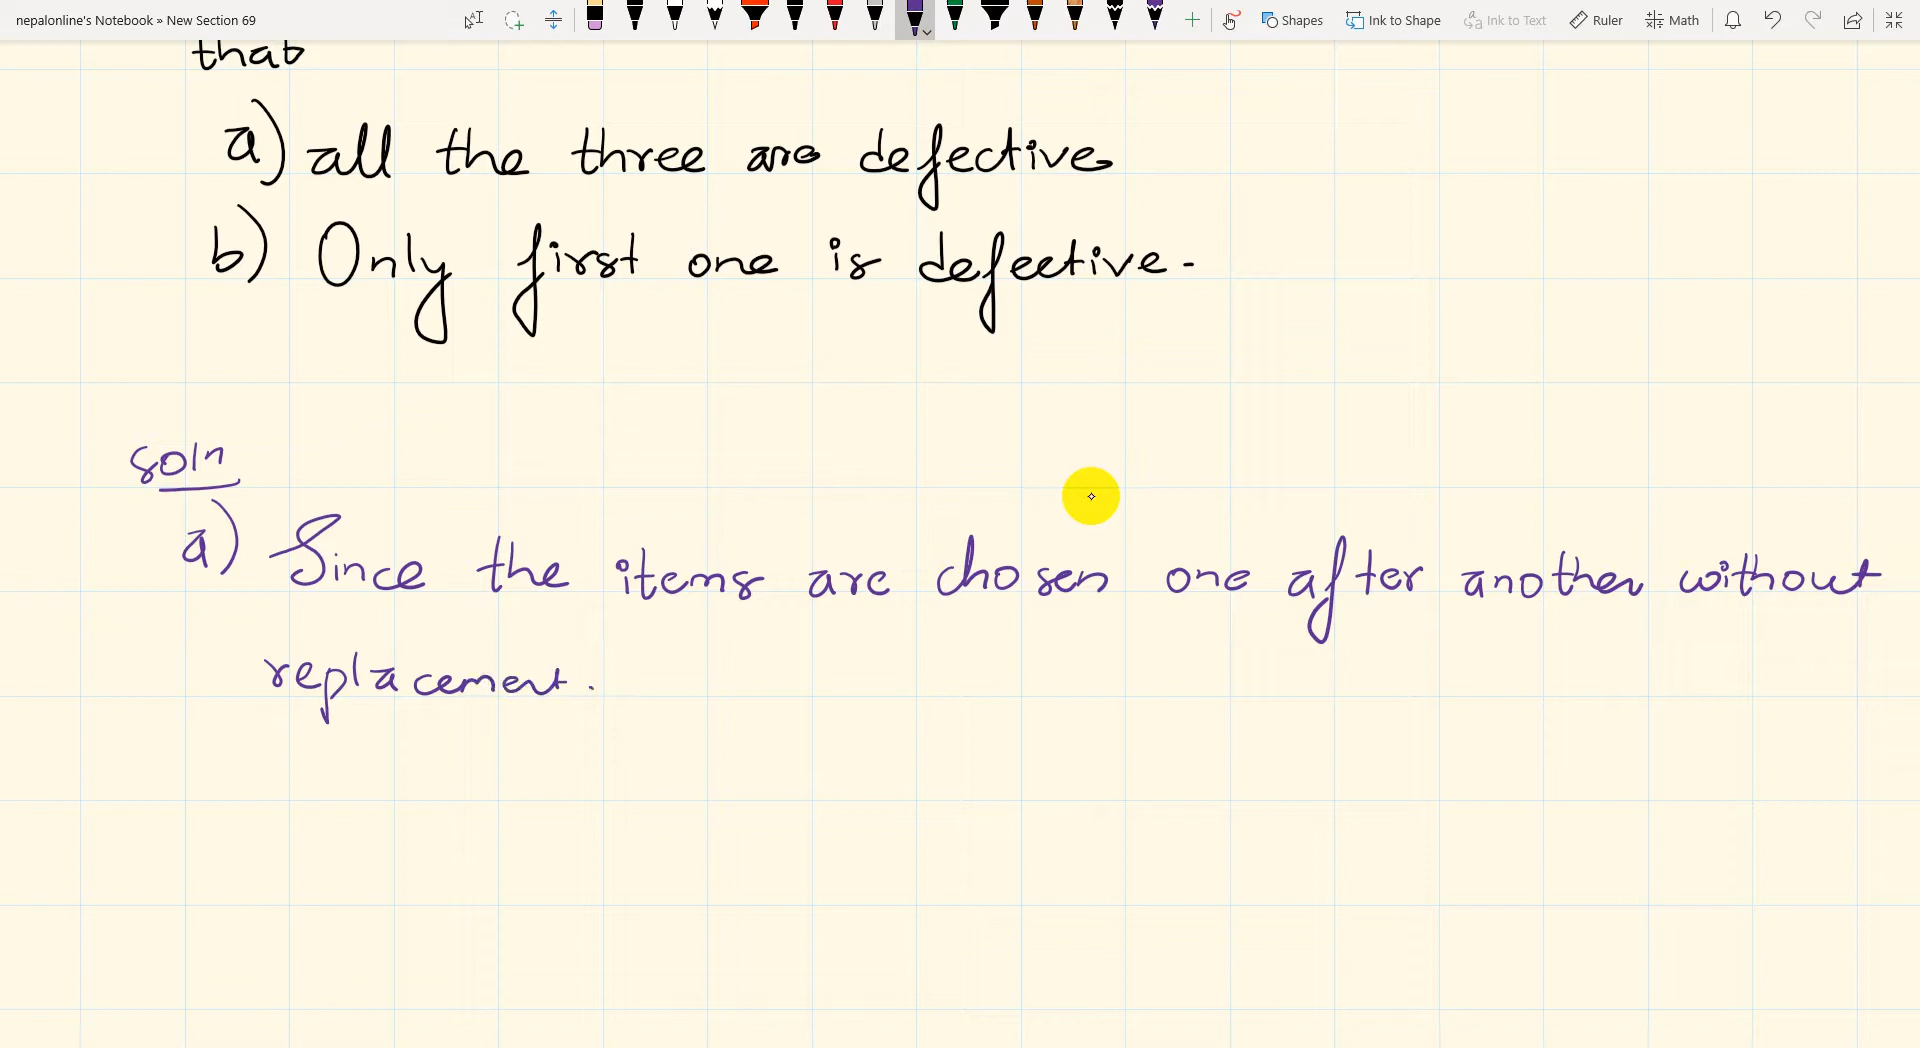 nepalonline's Notebook » New Section 69
Shapes
Ink to Shape
Ink to Text
Ruler
Math
that
a) all the three are defective
b) Only first one is defective.
soln
a) Since the items are chosen one after another without
replacement.